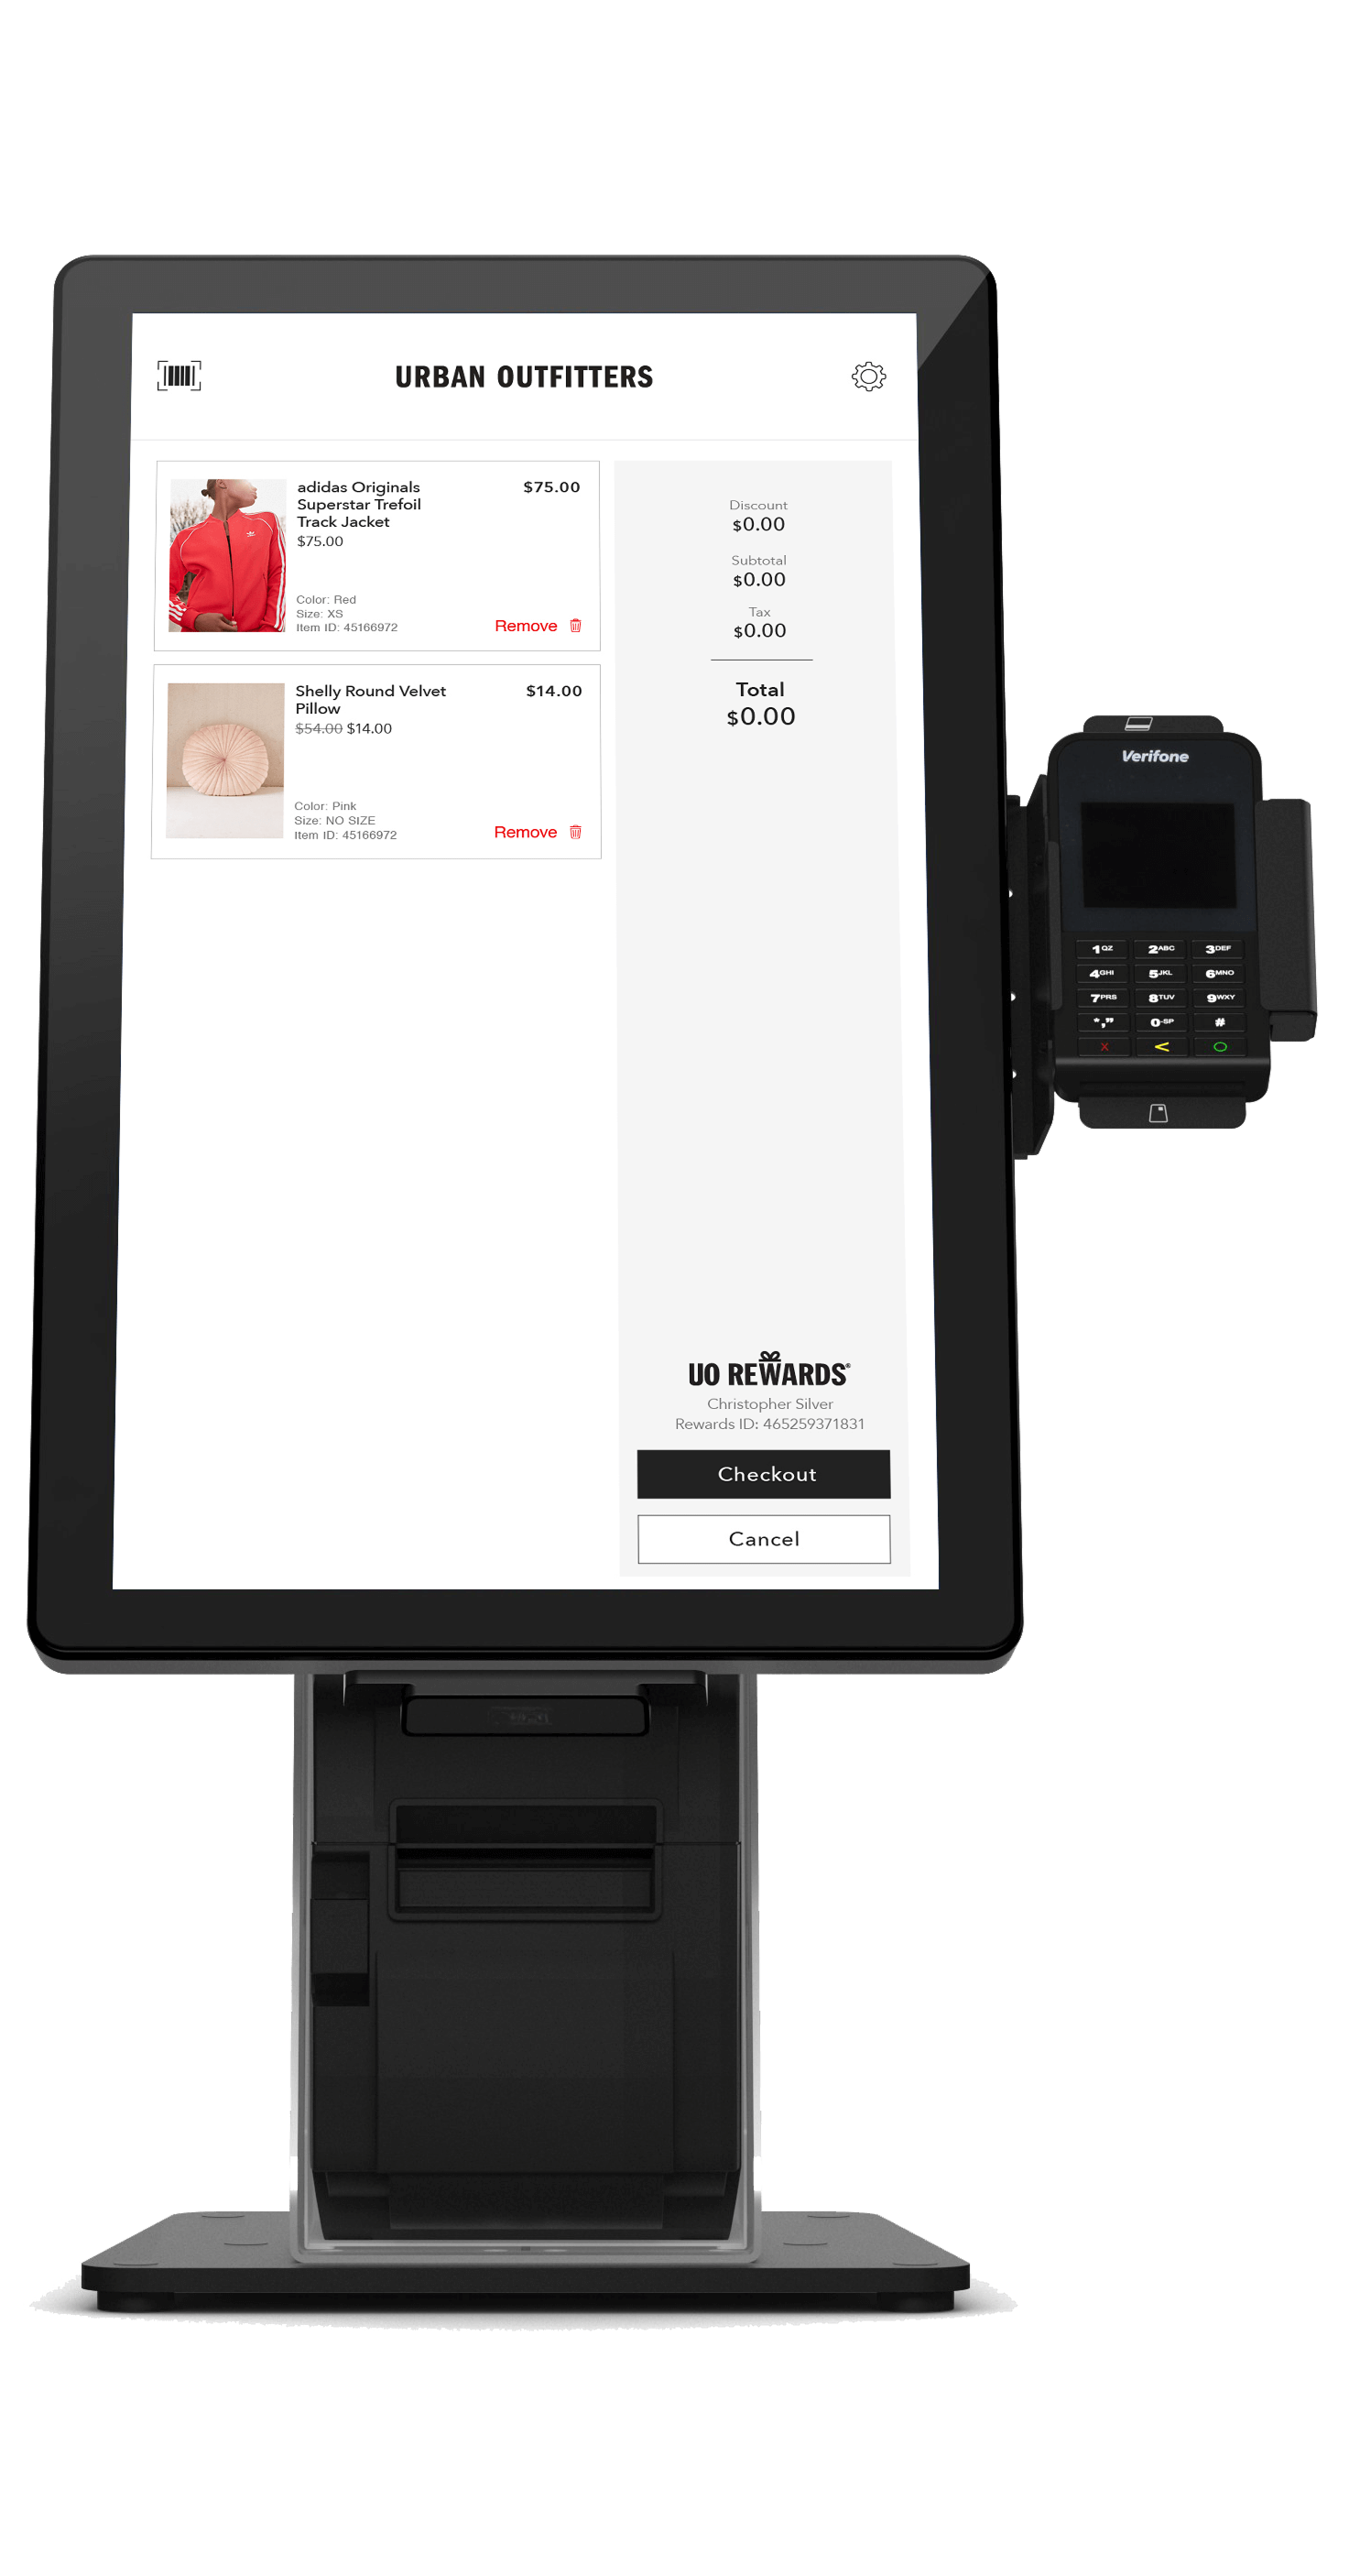 URBAN OUTFITTERS
adidas Originals
Superstar Trefoil
Track Jacket
$75.00
$75.00
Color: Red
Size: XS
Item ID: 45166972
Remove
Shelly Round Velvet
Pillow
$14.00
$54.00 $14.00
Color: Pink
Size: NO SIZE
Item ID: 45166972
Remove
Discount
$0.00
Subtotal
$0.00
Tax
$0.00
Total
$0.00
UO REWARDS®
Christopher Silver
Rewards ID: 465259371831
Checkout
Cancel
Verifone
1QZ 2ABC 3DEF
4GHI 5JKL 6MNO
7PRS 8TUV 9WXY
*,” 0-SP #
X < O